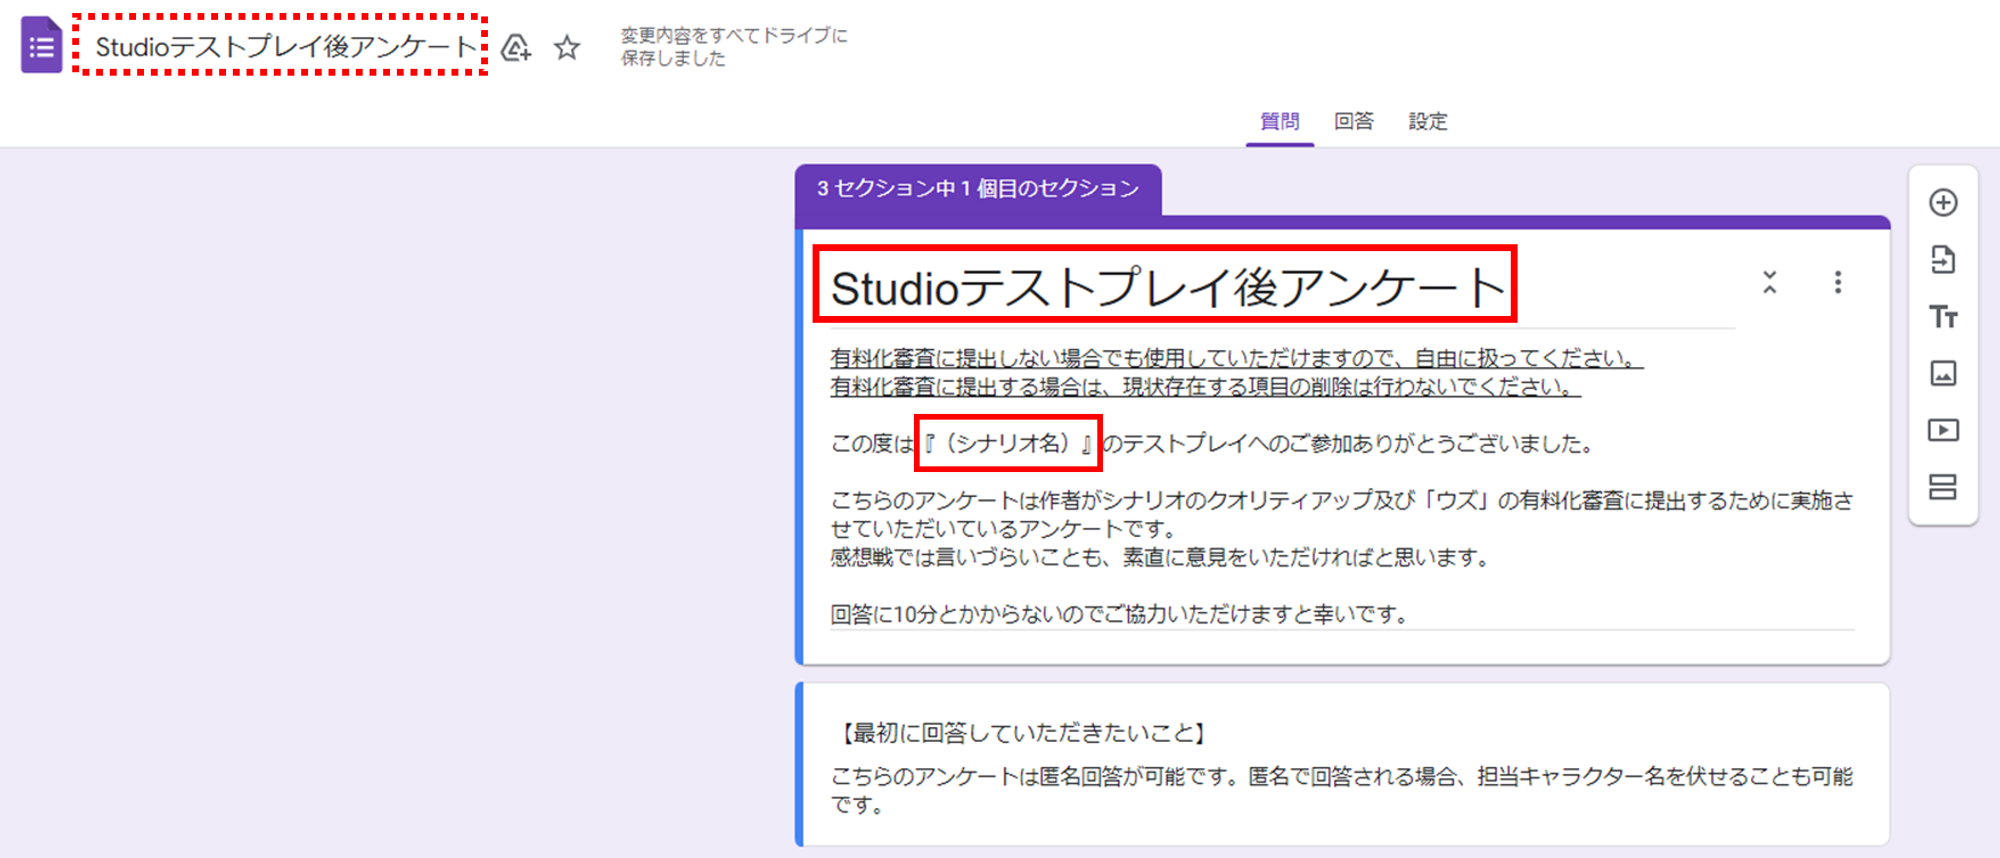 Studioテストプレイ後アンケート
変更内容をすべてドライブに
保存しました
質問 回答 設定
3 セクション中 1 個目のセクション
Studioテストプレイ後アンケート
有料化審査に提出しない場合でも使用していただけますので、自由に扱ってください。
有料化審査に提出する場合は、現状存在する項目の削除は行わないでください。
この度は『（シナリオ名）』のテストプレイへのご参加ありがとうございました。
こちらのアンケートは作者がシナリオのクオリティアップ及び「ウズ」の有料化審査に提出するために実施さ
せていただいているアンケートです。
感想戦では言いづらいことも、素直に意見をいただければと思います。
回答に10分とかからないのでご協力いただけますと幸いです。
【最初に回答していただきたいこと】
こちらのアンケートは匿名回答が可能です。匿名で回答される場合、担当キャラクター名を伏せることも可能
です。
Tт